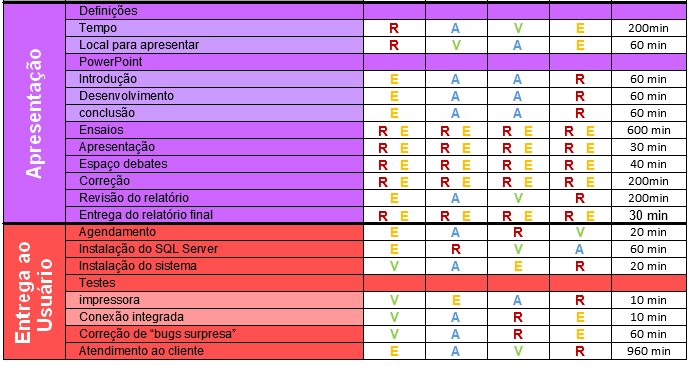 Apresentação
Definições
Tempo R A V E 200min
Local para apresentar R V A E 60 min
PowerPoint
Introdução E A A R 60 min
Desenvolvimento E A A R 60 min
conclusão E A A R 60 min
Ensaios R E R E R E R E 600 min
Apresentação R E R E R E R E 30 min
Espaço debates R E R E R E R E 40 min
Correção R E R E R E R E 200min
Revisão do relatório E A V R 200min
Entrega do relatório final R E R E R E R E 30 min
Entrega ao
Usuário
Agendamento E A R V 20 min
Instalação do SQL Server E R V A 60 min
Instalação do sistema V A E R 20 min
Testes
impressora V E A R 10 min
Conexão integrada V A R E 10 min
Correção de “bugs surpresa” V A R E 60 min
Atendimento ao cliente E A V R 960 min